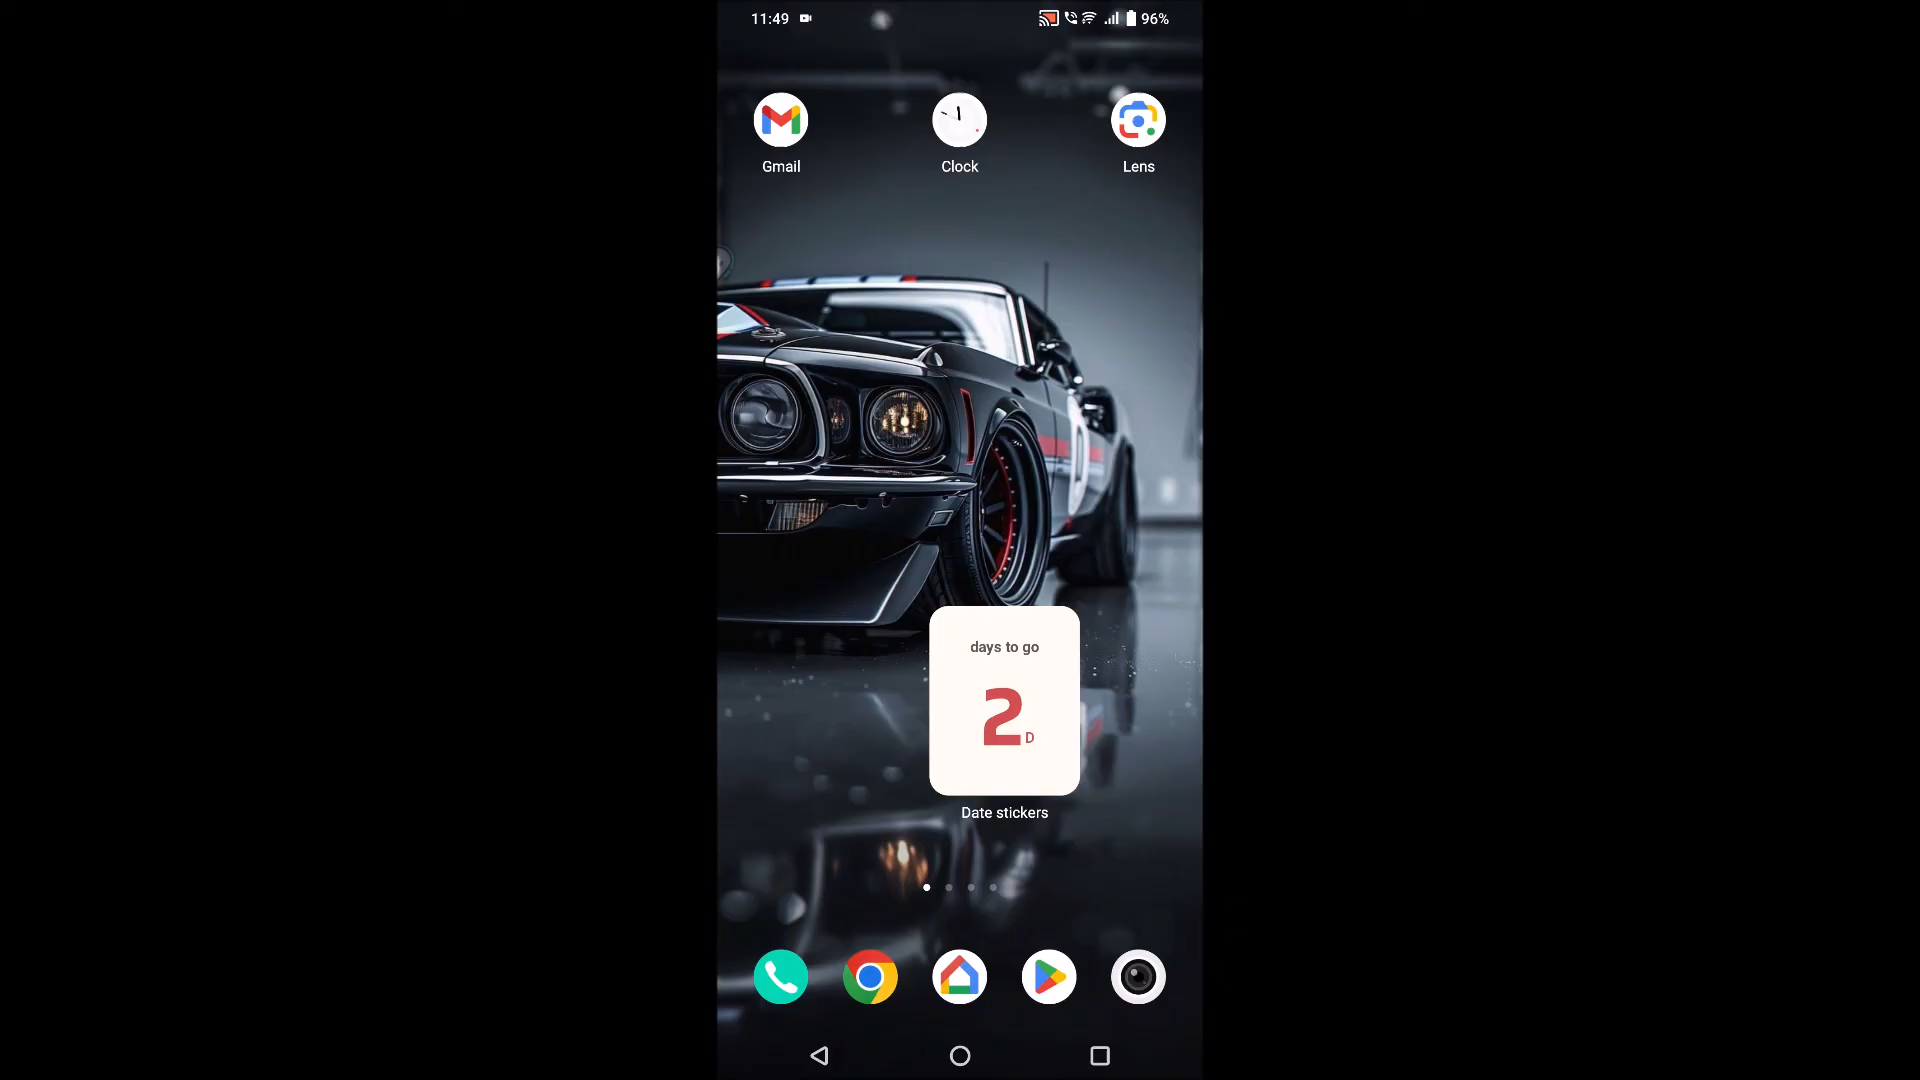 11:49
96%
Gmail
Clock
Lens
days to go
2 D
Date stickers